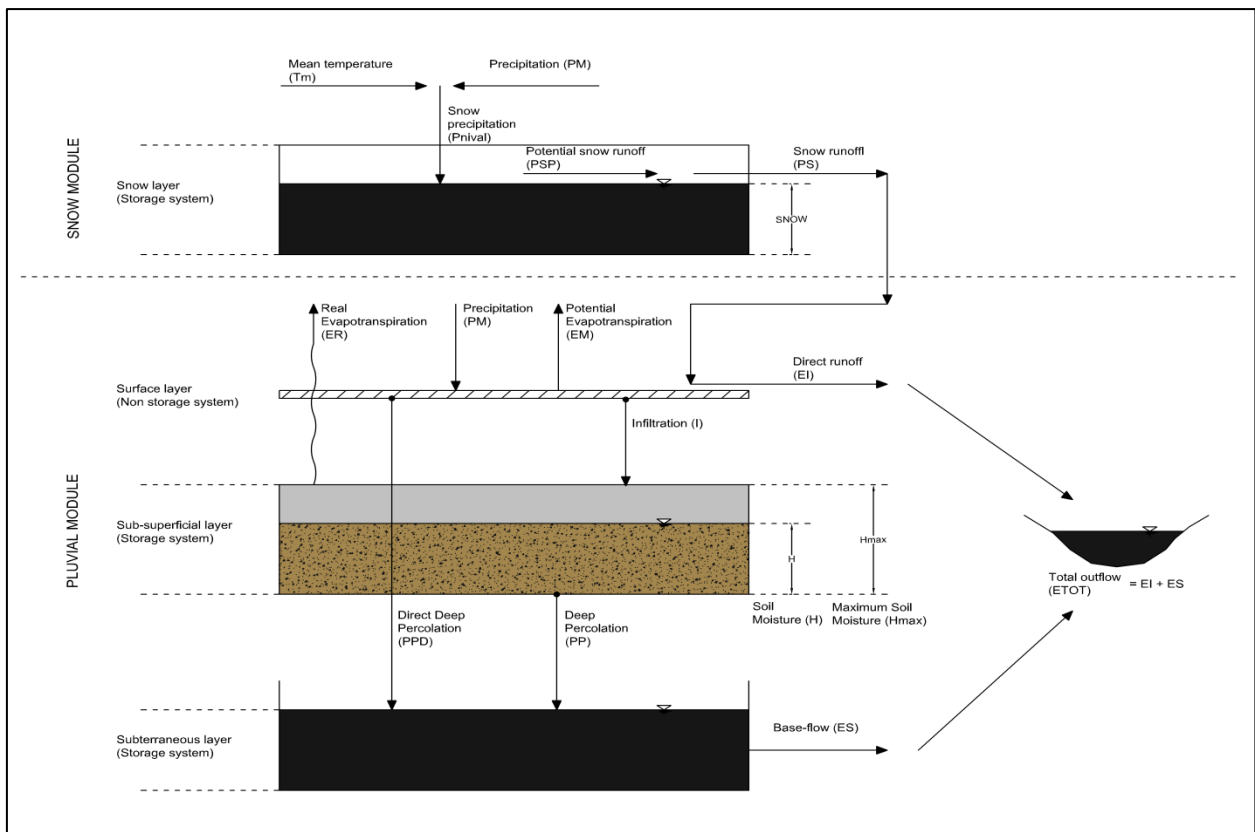 Mean temperature
(Tm)
Precipitation (PM)
Snow
precipitation
(Pnival)
Potential snow runoff
(PSP)
Snow runoffl
(PS)
SNOW MODULE
Snow layer
(Storage system)
SNOW
Real
Evapotranspiration
(ER)
Precipitation
(PM)
Potential
Evapotranspiration
(EM)
Direct runoff
(EI)
Surface layer
(Non storage system)
Infiltration (I)
PLUVIAL MODULE
Sub-superficial layer
(Storage system)
H
Hmax
Total outflow
(ETOT)
= EI + ES
Direct Deep
Percolation
(PPD)
Deep
Percolation
(PP)
Soil
Moisture (H)
Maximum Soil
Moisture (Hmax)
Subterraneous layer
(Storage system)
Base-flow (ES)